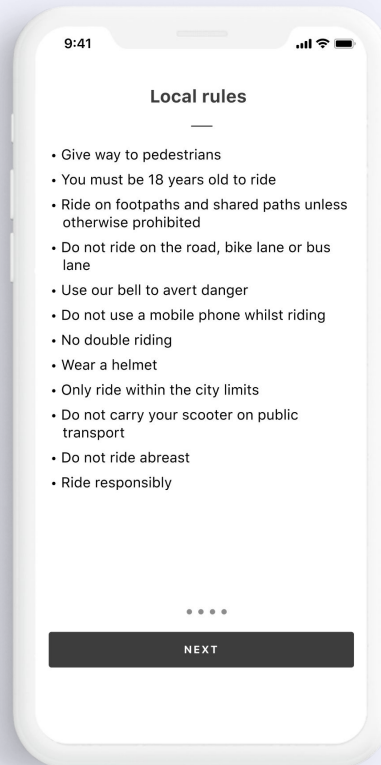 9:41
Local rules
• Give way to pedestrians
• You must be 18 years old to ride
• Ride on footpaths and shared paths unless
otherwise prohibited
• Do not ride on the road, bike lane or bus
lane
• Use our bell to avert danger
• Do not use a mobile phone whilst riding
• No double riding
• Wear a helmet
• Only ride within the city limits
• Do not carry your scooter on public
transport
• Do not ride abreast
• Ride responsibly
NEXT